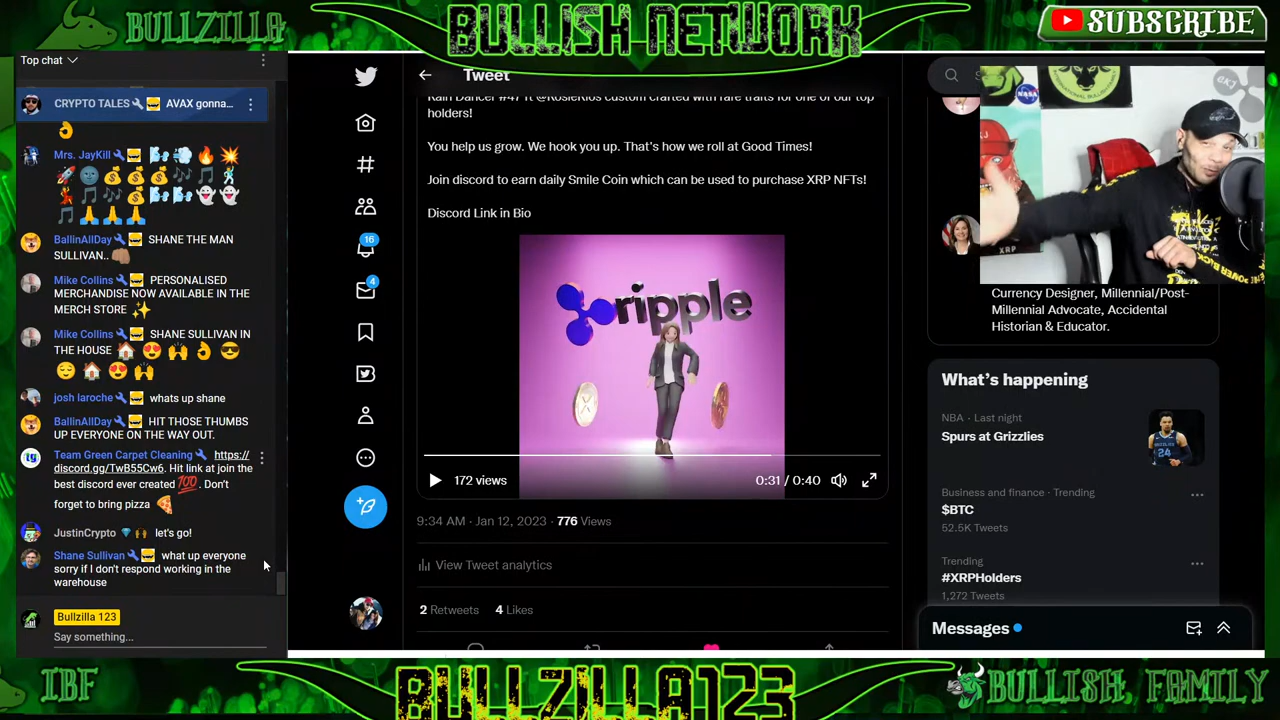 BULLZILLA
BULLISH NETWORK
SUBSCRIBE
Top chat
CRYPTO TALES AVAX gonna...
Mrs. JayKill
BallinAllDay SHANE THE MAN
SULLIVAN..
Mike Collins PERSONALISED
MERCHANDISE NOW AVAILABLE IN THE
MERCH STORE
Mike Collins SHANE SULLIVAN IN
THE HOUSE
josh laroche whats up shane
BallinAllDay HIT THOSE THUMBS
UP EVERYONE ON THE WAY OUT.
Team Green Carpet Cleaning https://
discord.gg/TwB55Cw6. Hit link at join the
best discord ever created 100. Don't
forget to bring pizza
JustinCrypto let's go!
Shane Sullivan what up everyone
sorry if I don't respond working in the
warehouse
Bullzilla 123
Say something...
16
4
Tweet
Rain Dancer #47 ft @RosieRios custom crafted with rare traits for one of our top
holders!
You help us grow. We hook you up. That's how we roll at Good Times!
Join discord to earn daily Smile Coin which can be used to purchase XRP NFTs!
Discord Link in Bio
ripple
172 views
0:31 / 0:40
9:34 AM · Jan 12, 2023 · 776 Views
View Tweet analytics
2 Retweets 4 Likes
NASA
XRP
Currency Designer, Millennial/Post-
Millennial Advocate, Accidental
Historian & Educator.
What's happening
NBA · Last night
Spurs at Grizzlies
Business and finance · Trending
$BTC
52.5K Tweets
Trending
#XRPHolders
1,272 Tweets
Messages
IBF
BULLZILLA123
BULLISH FAMILY